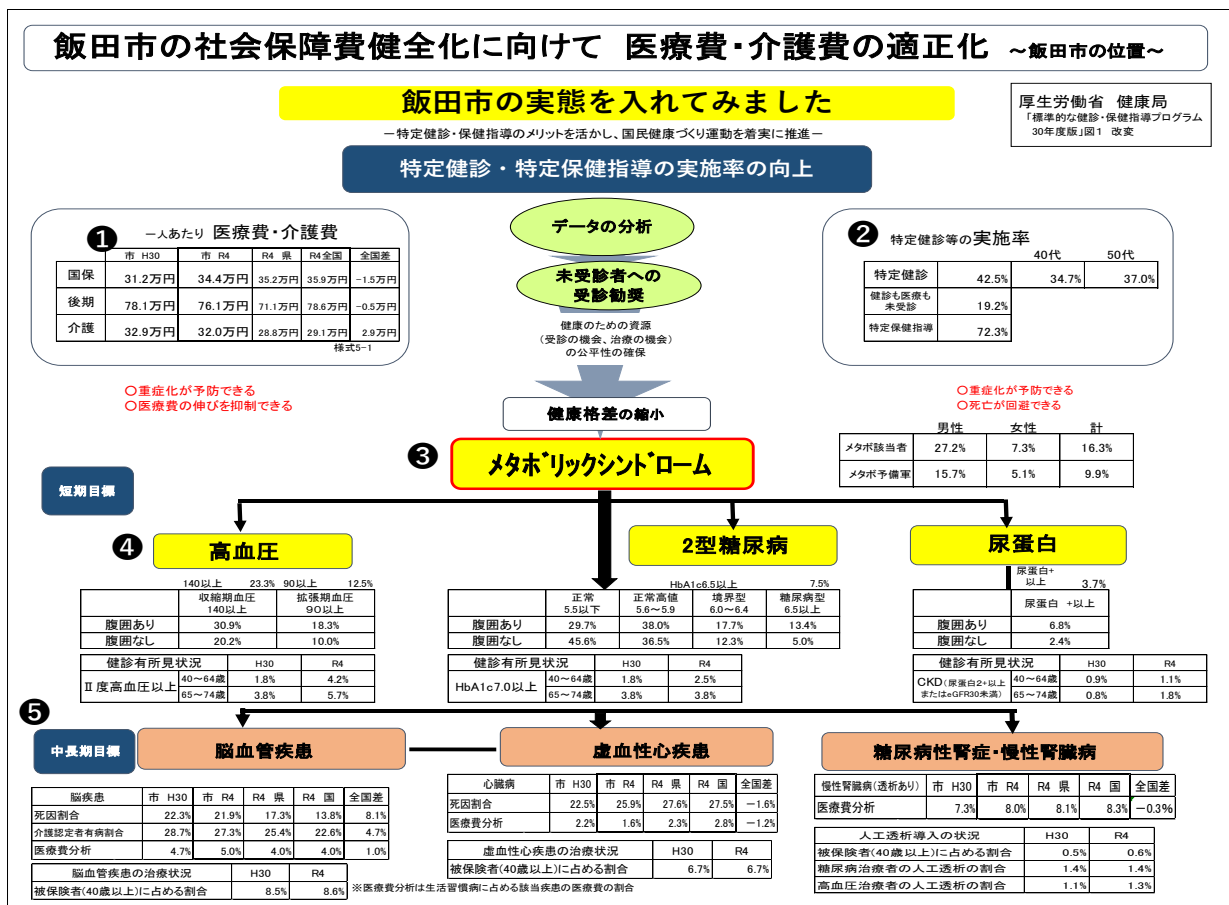 飯田市の社会保障費健全化に向けて 医療費・介護費の適正化 ～飯田市の位置～
飯田市の実態を入れてみました
厚生労働省 健康局
「標準的な健診・保健指導プログラム
30年度版」図1 改変
－特定健診・保健指導のメリットを活かし、国民健康づくり運動を着実に推進－
特定健診・特定保健指導の実施率の向上
❶ 一人あたり 医療費・介護費
市 H30 市 R4 R4 県 R4全国 全国差
国保 31.2万円 34.4万円 35.2万円 35.9万円 −1.5万円
後期 78.1万円 76.1万円 71.1万円 78.6万円 −0.5万円
介護 32.9万円 32.0万円 28.8万円 29.1万円 2.9万円
様式5-1
〇重症化が予防できる
〇医療費の伸びを抑制できる
データの分析
未受診者への
受診勧奨
健康のための資源
（受診の機会、治療の機会）
の公平性の確保
健康格差の縮小
❷ 特定健診等の実施率
40代 50代
特定健診 42.5% 34.7% 37.0%
健診も医療も
未受診 19.2%
特定保健指導 72.3%
〇重症化が予防できる
〇死亡が回避できる
男性 女性 計
メタボ該当者 27.2% 7.3% 16.3%
メタボ予備軍 15.7% 5.1% 9.9%
❸ メタボリックシンドローム
短期目標
❹ 高血圧
140以上 23.3% 90以上 12.5%
収縮期血圧 拡張期血圧
140以上 90以上
腹囲あり 30.9% 18.3%
腹囲なし 20.2% 10.0%
健診有所見状況 H30 R4
Ⅱ度高血圧以上 40～64歳 1.8% 4.2%
65～74歳 3.8% 5.7%
2型糖尿病
HbA1c6.5以上 7.5%
正常 正常高値 境界型 糖尿病型
5.5以下 5.6～5.9 6.0～6.4 6.5以上
腹囲あり 29.7% 38.0% 17.7% 13.4%
腹囲なし 45.6% 36.5% 12.3% 5.0%
健診有所見状況 H30 R4
HbA1c7.0以上 40～64歳 1.8% 2.5%
65～74歳 3.8% 3.8%
尿蛋白
尿蛋白+
以上 3.7%
尿蛋白 +以上
腹囲あり 6.8%
腹囲なし 2.4%
健診有所見状況 H30 R4
CKD（尿蛋白2+以上 40～64歳 0.9% 1.1%
またはeGFR30未満） 65～74歳 0.8% 1.8%
❺
中長期目標
脳血管疾患
脳疾患 市 H30 市 R4 R4 県 R4 国 全国差
死因割合 22.3% 21.9% 17.3% 13.8% 8.1%
介護認定者有病割合 28.7% 27.3% 25.4% 22.6% 4.7%
医療費分析 4.7% 5.0% 4.0% 4.0% 1.0%
脳血管疾患の治療状況 H30 R4
被保険者(40歳以上)に占める割合 8.5% 8.6%
虚血性心疾患
心臓病 市 H30 市 R4 R4 県 R4 国 全国差
死因割合 22.5% 25.9% 27.6% 27.5% −1.6%
医療費分析 2.2% 1.6% 2.3% 2.8% −1.2%
虚血性心疾患の治療状況 H30 R4
被保険者(40歳以上)に占める割合 6.7% 6.7%
※医療費分析は生活習慣病に占める該当疾患の医療費の割合
糖尿病性腎症・慢性腎臓病
慢性腎臓病(透析あり) 市 H30 市 R4 R4 県 R4 国 全国差
医療費分析 7.3% 8.0% 8.1% 8.3% −0.3%
人工透析導入の状況 H30 R4
被保険者(40歳以上)に占める割合 0.5% 0.6%
糖尿病治療者の人工透析の割合 1.4% 1.4%
高血圧治療者の人工透析の割合 1.1% 1.3%